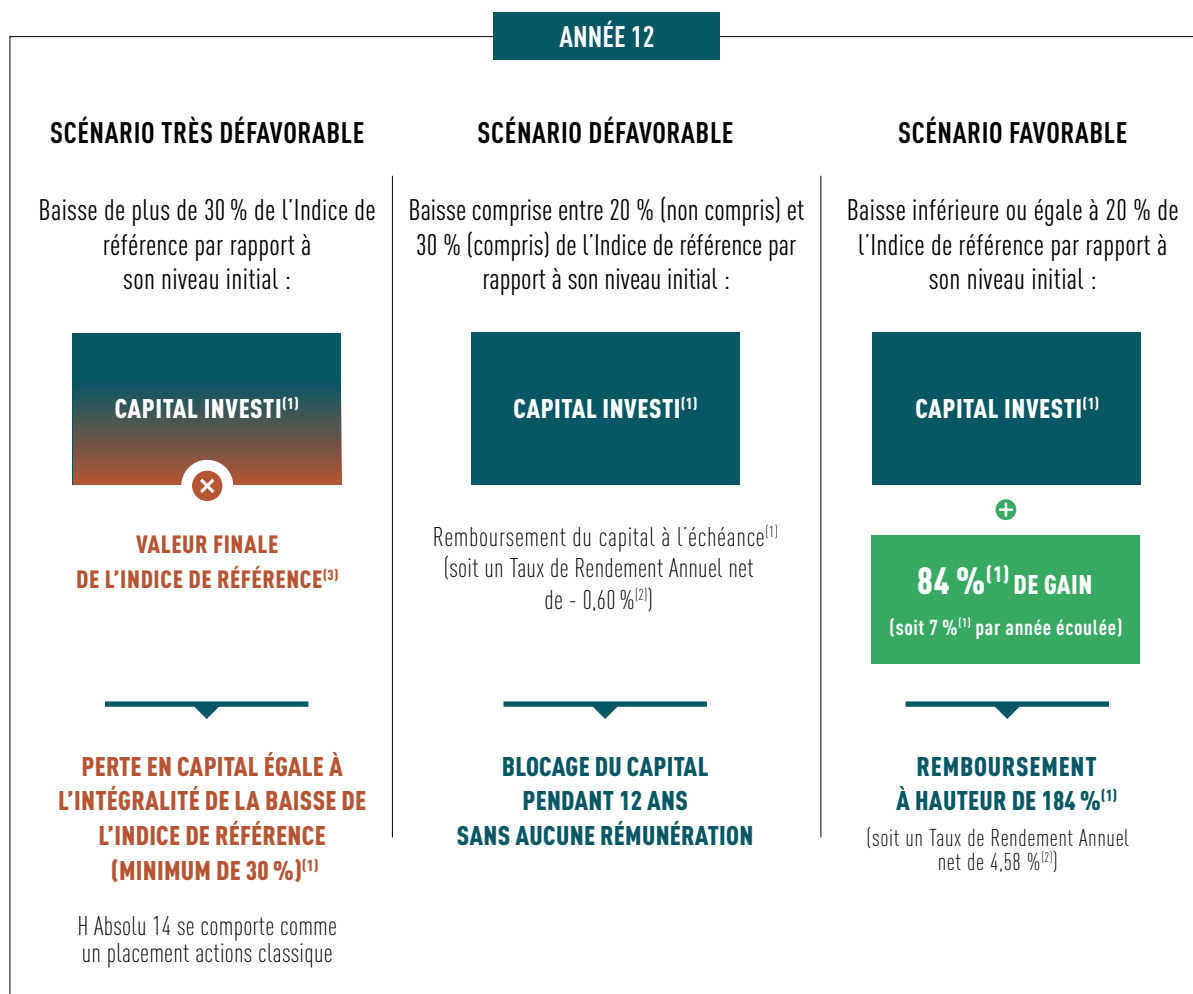 ANNÉE 12
SCÉNARIO TRÈS DÉFAVORABLE
Baisse de plus de 30 % de l’Indice de
référence par rapport à
son niveau initial :
CAPITAL INVESTI(1)
VALEUR FINALE
DE L’INDICE DE RÉFÉRENCE(3)
PERTE EN CAPITAL ÉGALE À
L’INTÉGRALITÉ DE LA BAISSE DE
L’INDICE DE RÉFÉRENCE
(MINIMUM DE 30 %)(1)
H Absolu 14 se comporte comme
un placement actions classique
SCÉNARIO DÉFAVORABLE
Baisse comprise entre 20 % (non compris) et
30 % (compris) de l’Indice de référence par
rapport à son niveau initial :
CAPITAL INVESTI(1)
Remboursement du capital à l’échéance(1)
(soit un Taux de Rendement Annuel net
de - 0,60 %(2))
BLOCAGE DU CAPITAL
PENDANT 12 ANS
SANS AUCUNE RÉMUNÉRATION
SCÉNARIO FAVORABLE
Baisse inférieure ou égale à 20 % de
l’Indice de référence par rapport à
son niveau initial :
CAPITAL INVESTI(1)
84 %(1) DE GAIN
(soit 7 %(1) par année écoulée)
REMBOURSEMENT
À HAUTEUR DE 184 %(1)
(soit un Taux de Rendement Annuel
net de 4,58 %(2))